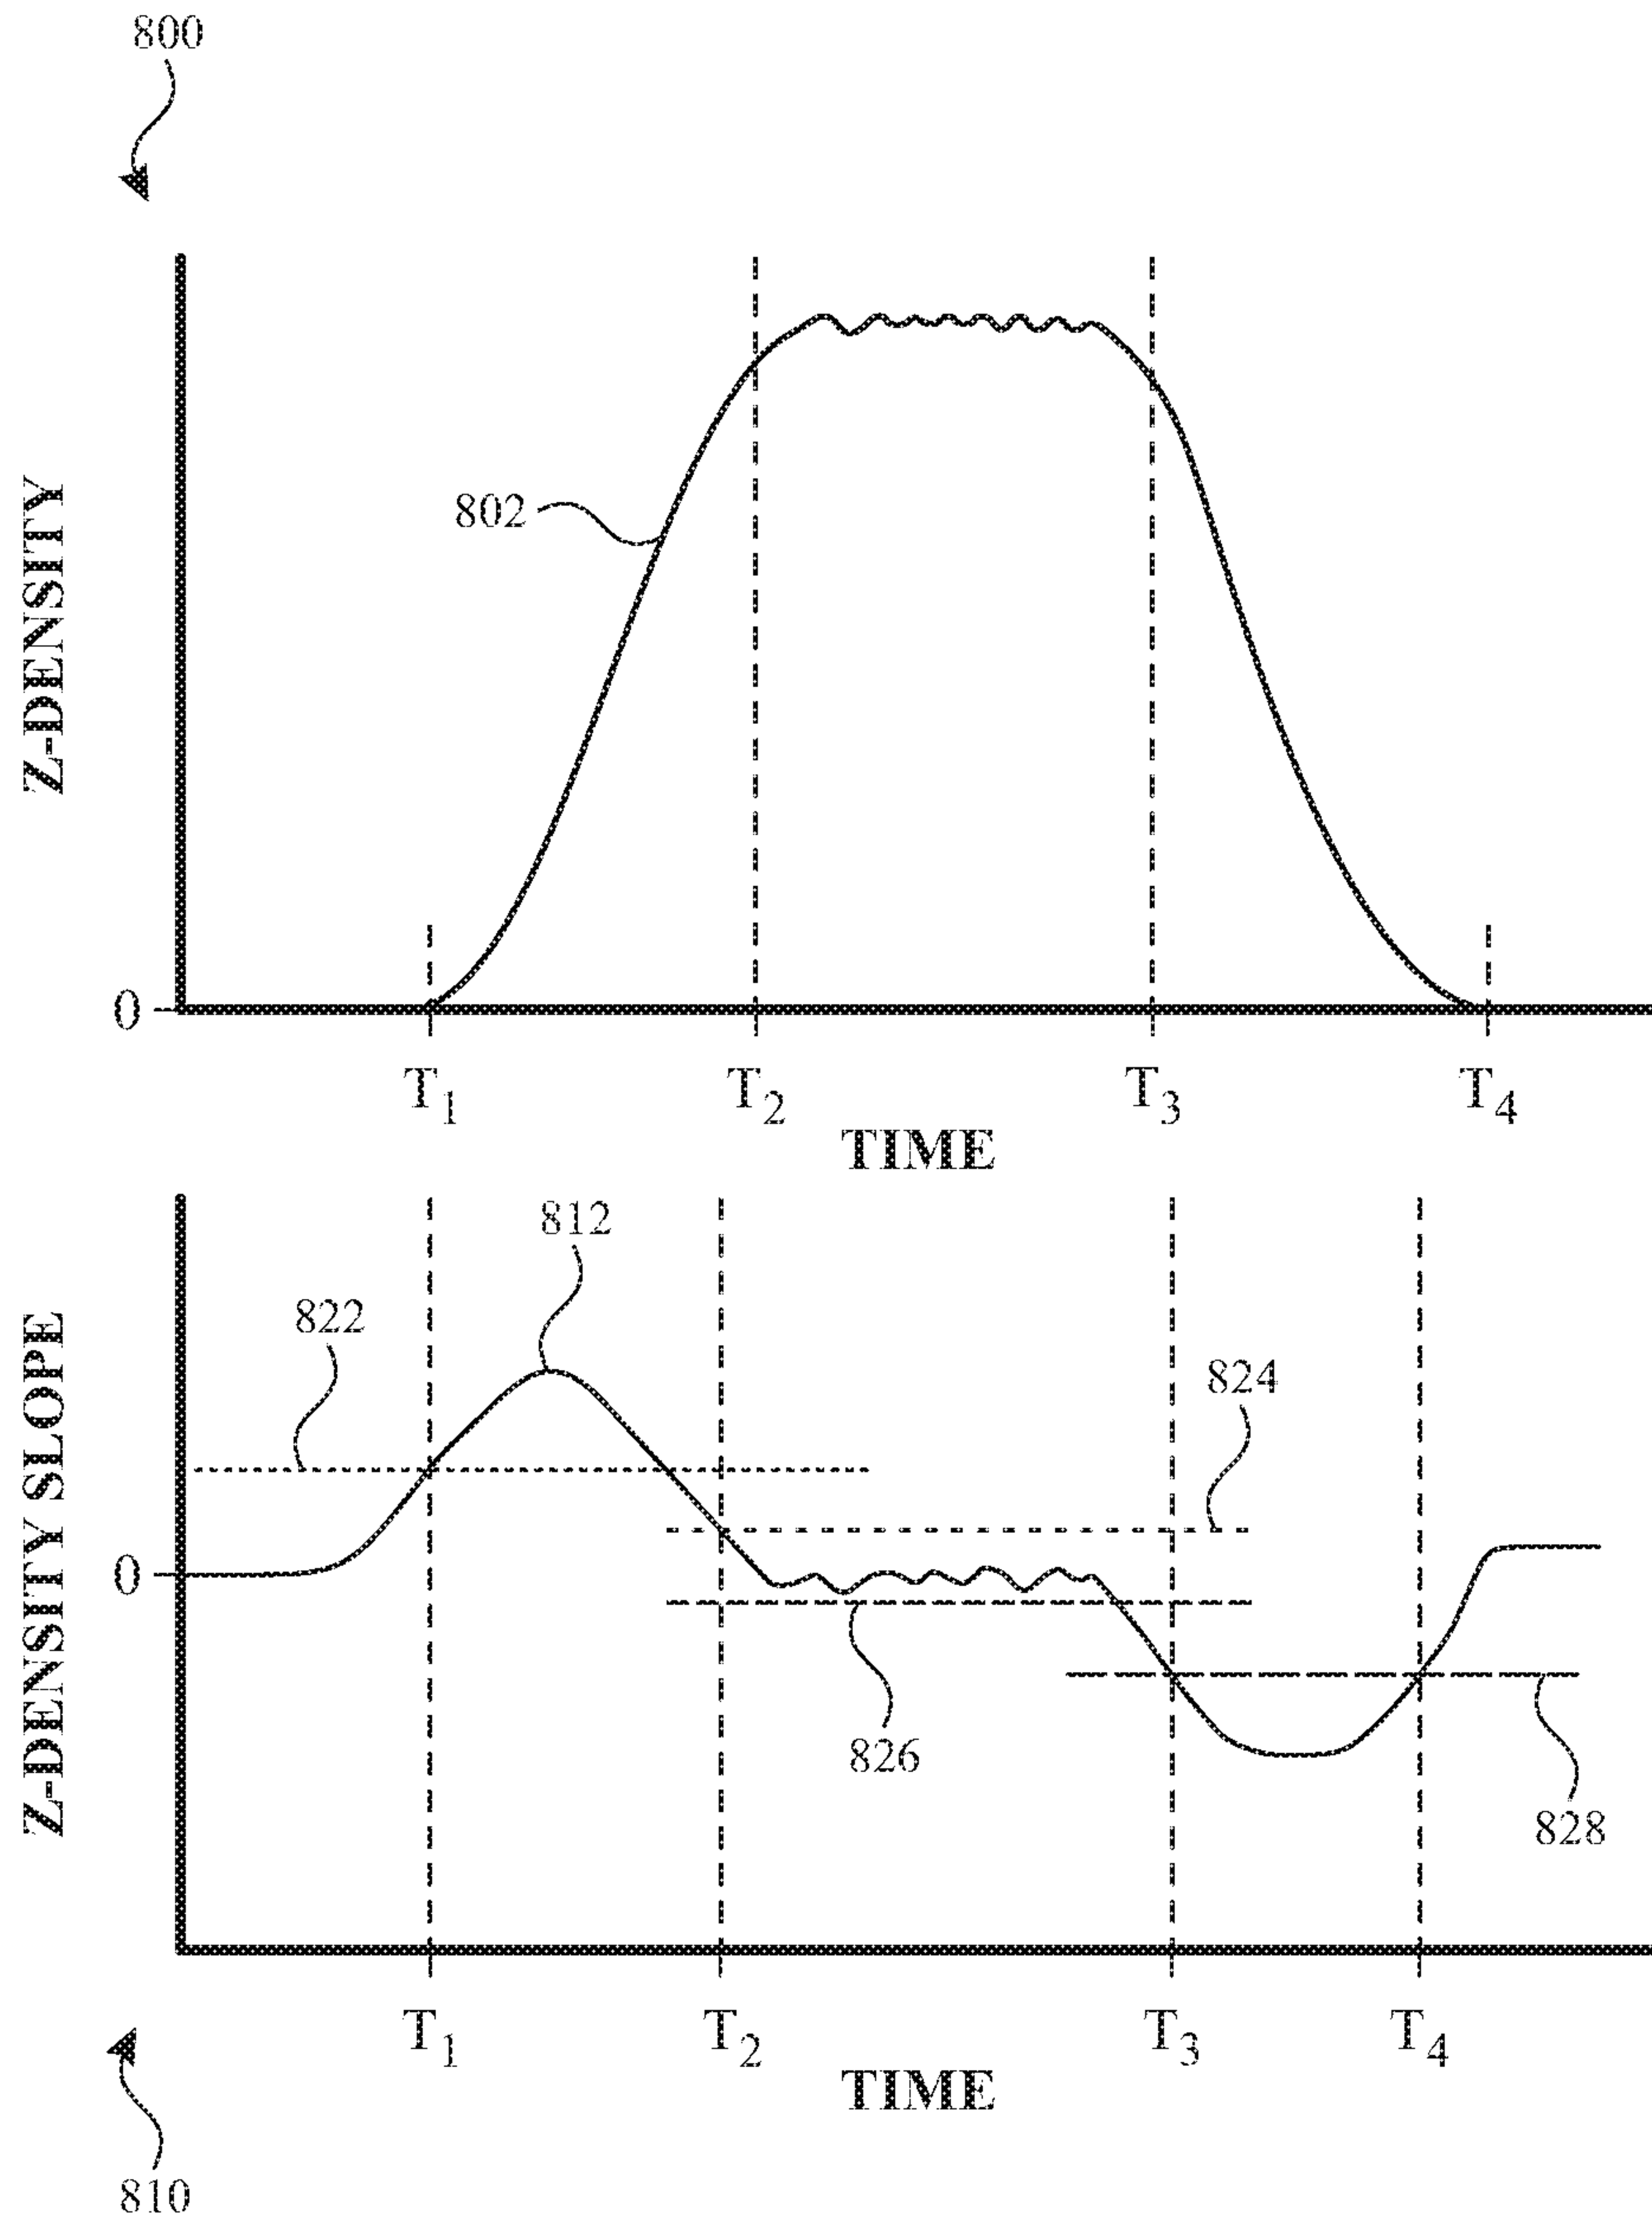 800
Z-DENSITY
802
0
T1 T2 T3 T4
TIME
812
822
824
Z-DENSITY SLOPE
0
826
828
T1 T2 T3 T4
TIME
810